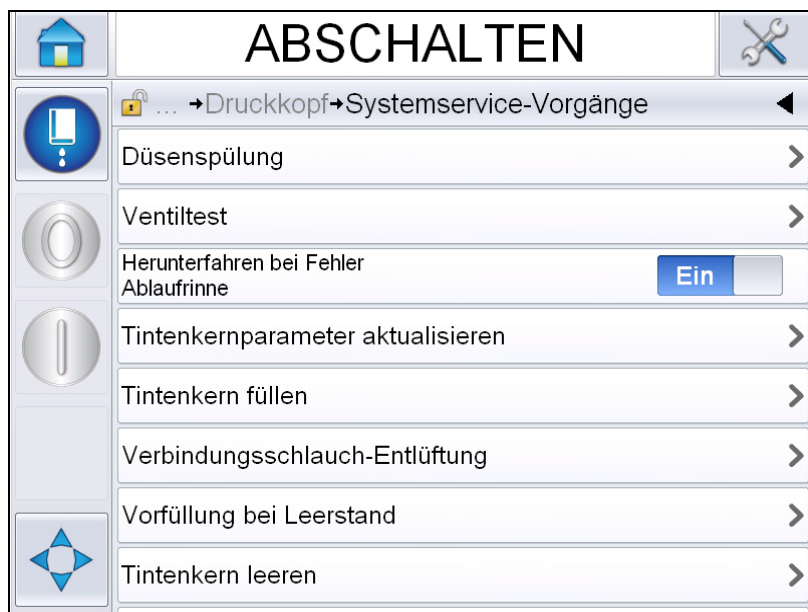 ABSCHALTEN
... →Druckkopf→Systemservice-Vorgänge
Düsenspülung
Ventiltest
Herunterfahren bei Fehler
Ablaufrinne
Ein
Tintenkernparameter aktualisieren
Tintenkern füllen
Verbindungsschlauch-Entlüftung
Vorfüllung bei Leerstand
Tintenkern leeren